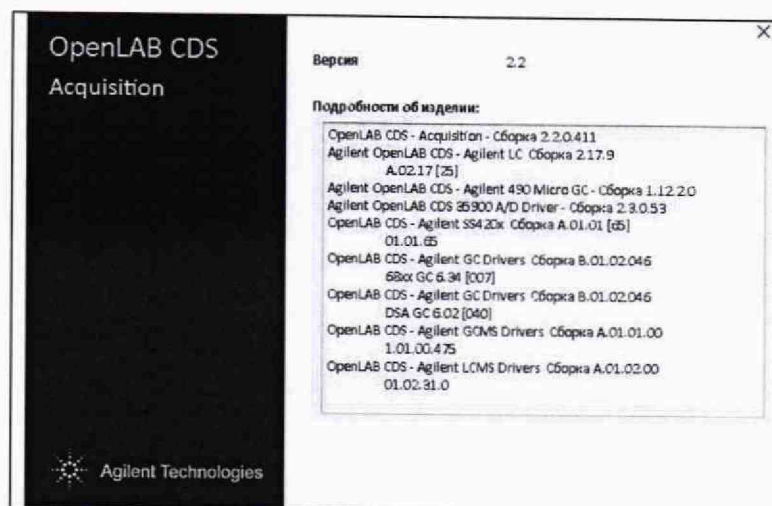 OpenLAB CDS
Acquisition
Версия 2.2
Подробности об изделии:
OpenLAB CDS - Acquisition - Сборка 2.2.0.411
Agilent OpenLAB CDS - Agilent LC Сборка 2.17.9
A.02.17 [25]
Agilent OpenLAB CDS - Agilent 490 Micro GC - Сборка 1.12.2.0
Agilent OpenLAB CDS 35900 A/D Driver - Сборка 2.3.0.53
OpenLAB CDS - Agilent SS420x Сборка A.01.01 [65]
01.01.65
OpenLAB CDS - Agilent GC Drivers Сборка B.01.02.046
68xx GC 6.34 [007]
OpenLAB CDS - Agilent GC Drivers Сборка B.01.02.046
DSA GC 6.02 [040]
OpenLAB CDS - Agilent GCMS Drivers Сборка A.01.01.00
1.01.00.475
OpenLAB CDS - Agilent LCMS Drivers Сборка A.01.02.00
01.02.31.0
Agilent Technologies